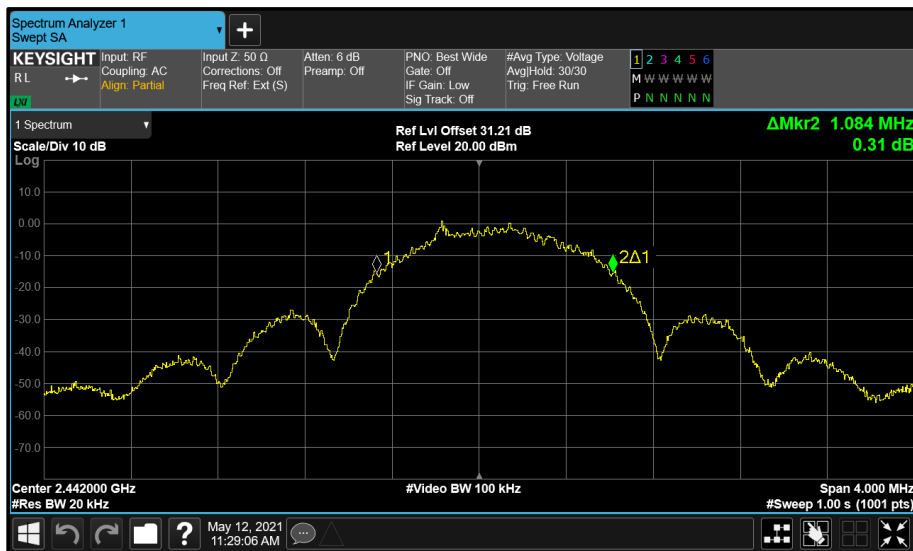 Spectrum Analyzer 1
Swept SA
+
KEYSIGHT
R L
LXI
Input: RF
Coupling: AC
Align: Partial
Input Z: 50 Ω
Corrections: Off
Freq Ref: Ext (S)
Atten: 6 dB
Preamp: Off
PNO: Best Wide
Gate: Off
IF Gain: Low
Sig Track: Off
#Avg Type: Voltage
Avg|Hold: 30/30
Trig: Free Run
1 2 3 4 5 6
M W W W W W
P N N N N N
1 Spectrum
Scale/Div 10 dB
Ref Lvl Offset 31.21 dB
Ref Level 20.00 dBm
ΔMkr2 1.084 MHz
0.31 dB
Log
10.0
0.00
-10.0
-20.0
-30.0
-40.0
-50.0
-60.0
-70.0
1
2Δ1
Center 2.442000 GHz
#Res BW 20 kHz
#Video BW 100 kHz
Span 4.000 MHz
#Sweep 1.00 s (1001 pts)
?
May 12, 2021
11:29:06 AM